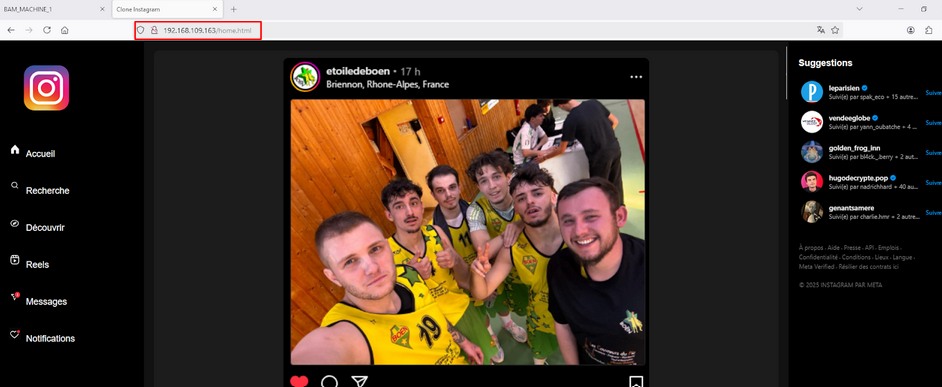 BAM_MACHINE_1
Clone Instagram
192.168.109.163/home.html
Accueil
Recherche
Découvrir
Reels
Messages
Notifications
etoiledeboen • 17 h
Briennon, Rhone-Alpes, France
BOEN
19
11
Suggestions
leparisien
Suivi(e) par spak_eco + 15 autre...
Suivre
vendeeglobe
Suivi(e) par yann_oubatche + 4 ...
Suivre
golden_frog_inn
Suivi(e) par bl4ck._.berry + 2 aut...
Suivre
hugodecrypte.pop
Suivi(e) par nadrichhard + 40 au...
Suivre
genantsamere
Suivi(e) par charlie.hmr + 2 autre...
Suivre
À propos · Aide · Presse · API · Emplois ·
Confidentialité · Conditions · Lieux · Langue ·
Meta Verified · Résilier des contrats ici
© 2025 INSTAGRAM PAR META